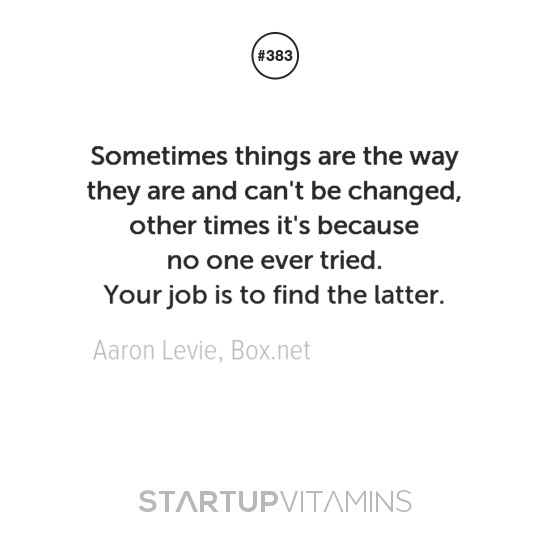 #383
Sometimes things are the way
they are and can't be changed,
other times it's because
no one ever tried.
Your job is to find the latter.
Aaron Levie, Box.net
STARTUPVITAMINS